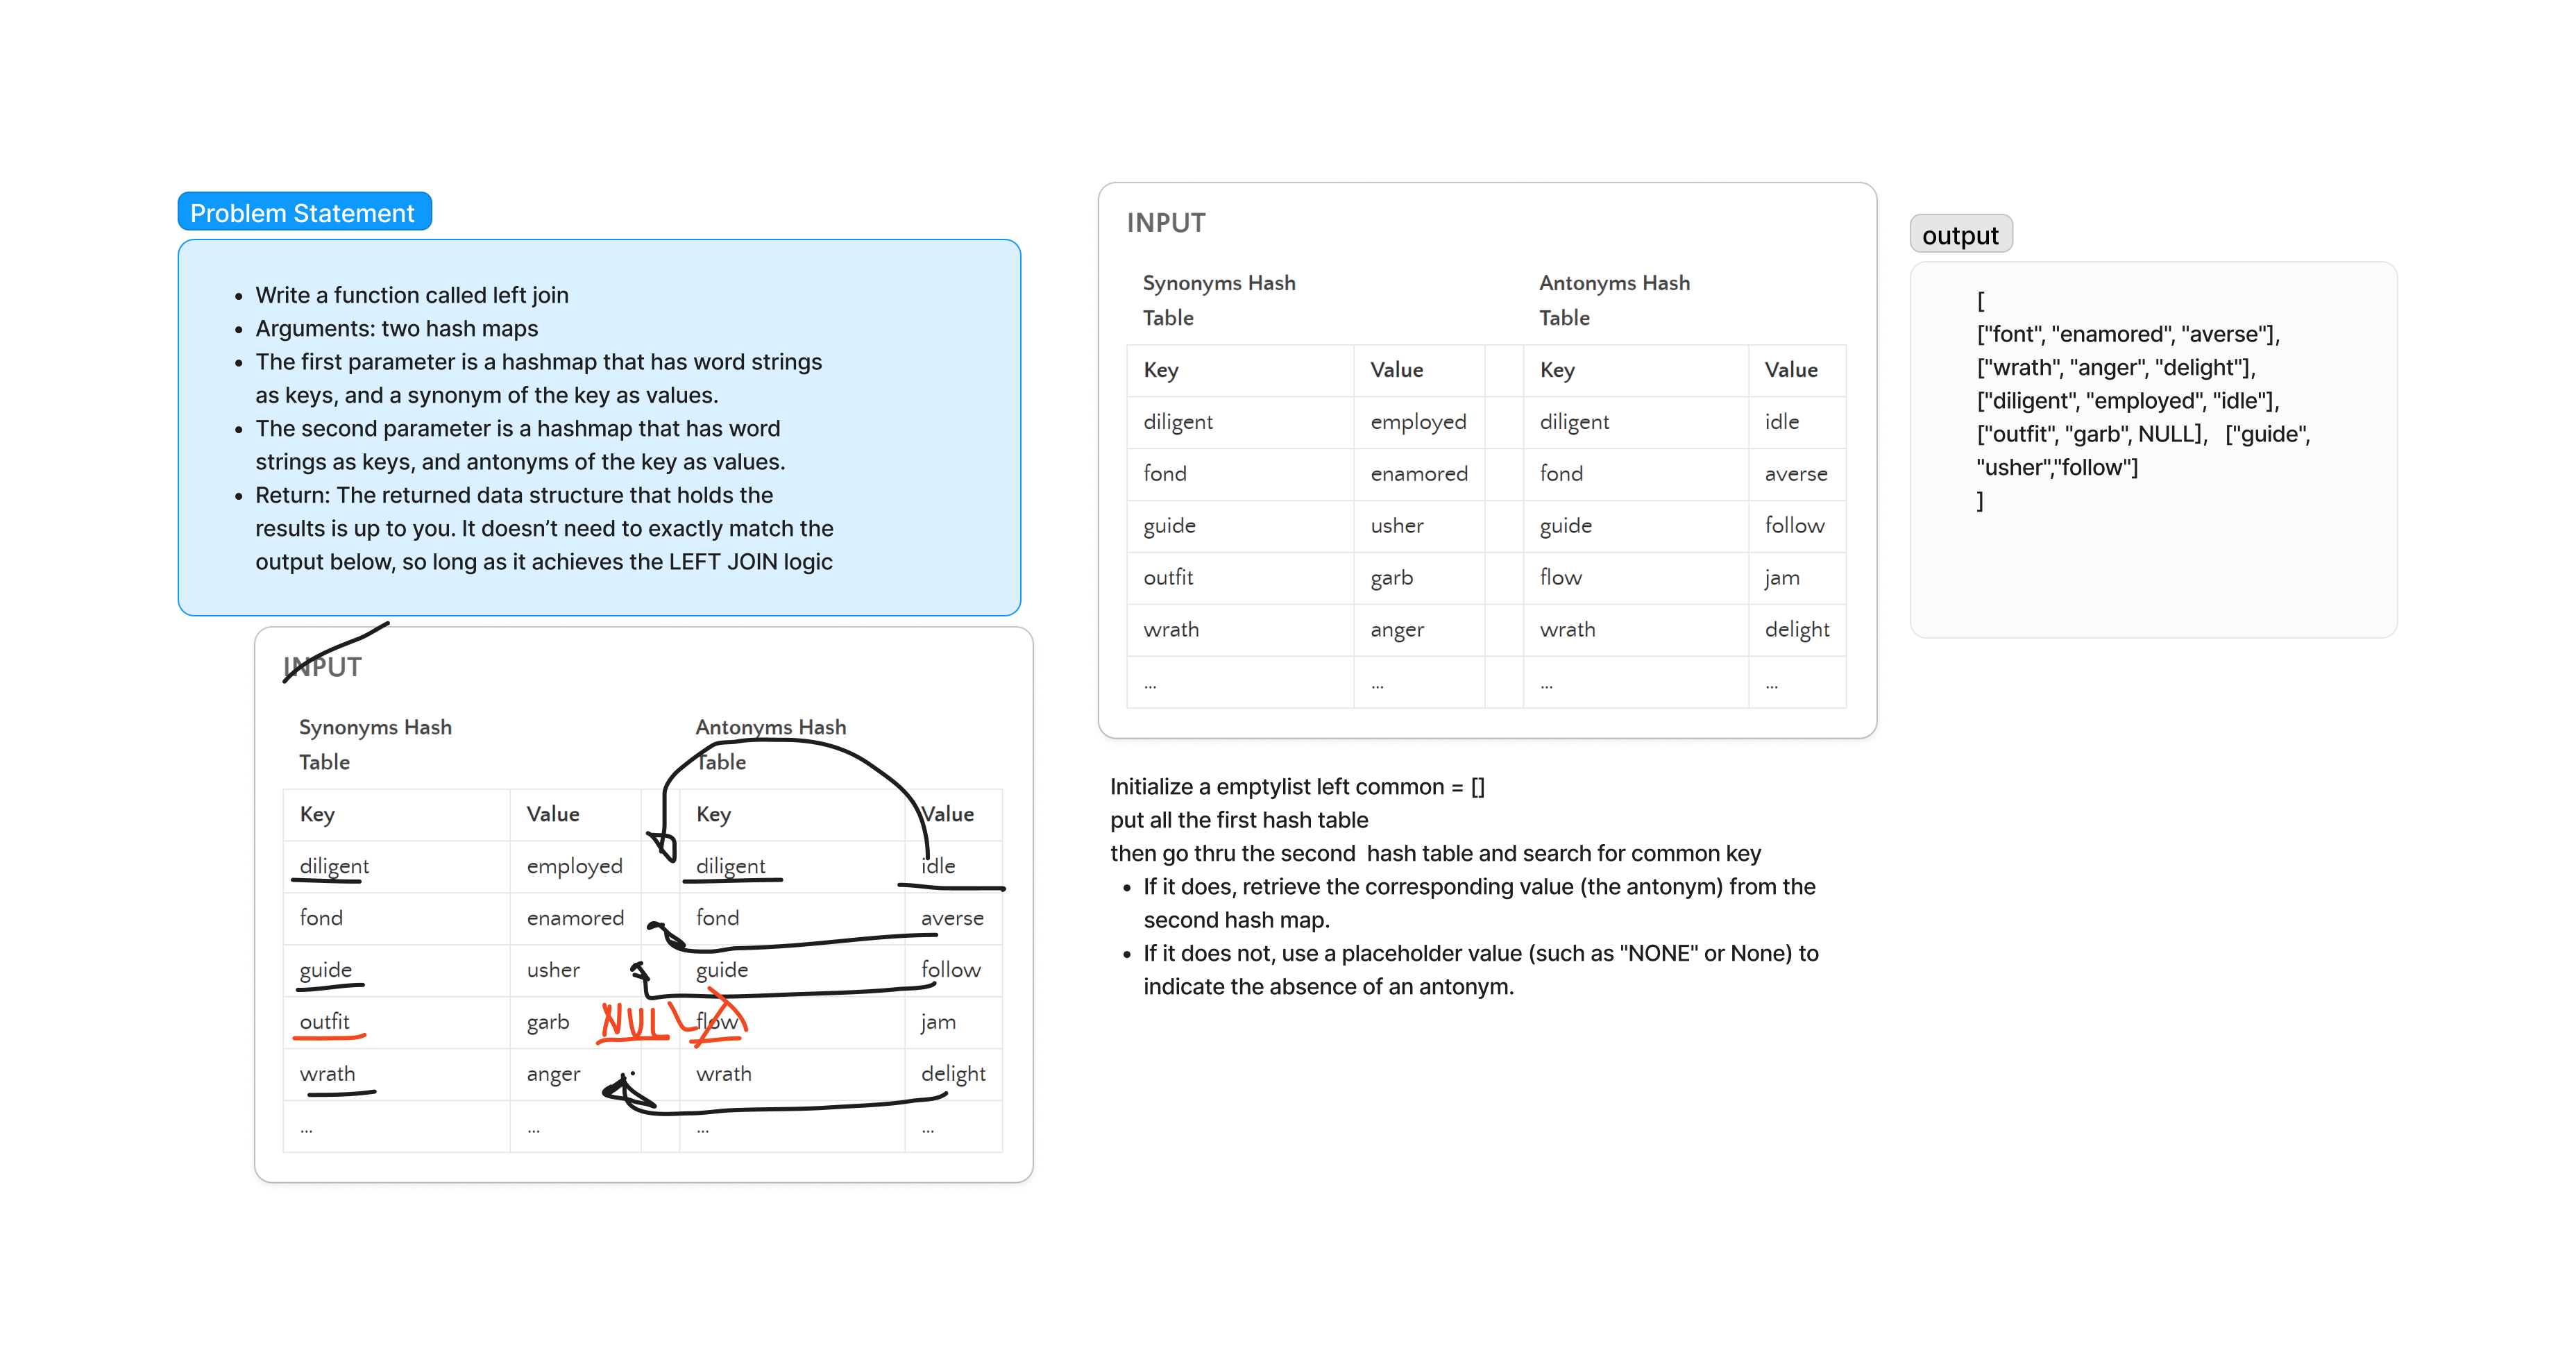 Problem Statement
Write a function called left join
Arguments: two hash maps
The first parameter is a hashmap that has word strings
as keys, and a synonym of the key as values.
The second parameter is a hashmap that has word
strings as keys, and antonyms of the key as values.
Return: The returned data structure that holds the
results is up to you. It doesn’t need to exactly match the
output below, so long as it achieves the LEFT JOIN logic
INPUT
Synonyms Hash Antonyms Hash
Table Table
Key Value Key Value
diligent employed diligent idle
fond enamored fond averse
guide usher guide follow
outfit garb NULL flow jam
wrath anger wrath delight
... ... ... ...
INPUT
Synonyms Hash Antonyms Hash
Table Table
Key Value Key Value
diligent employed diligent idle
fond enamored fond averse
guide usher guide follow
outfit garb flow jam
wrath anger wrath delight
... ... ... ...
Initialize a emptylist left common = []
put all the first hash table
then go thru the second  hash table and search for common key
If it does, retrieve the corresponding value (the antonym) from the
second hash map.
If it does not, use a placeholder value (such as "NONE" or None) to
indicate the absence of an antonym.
output
[
["font", "enamored", "averse"],
["wrath", "anger", "delight"],
["diligent", "employed", "idle"],
["outfit", "garb", NULL],   ["guide",
"usher","follow"]
]